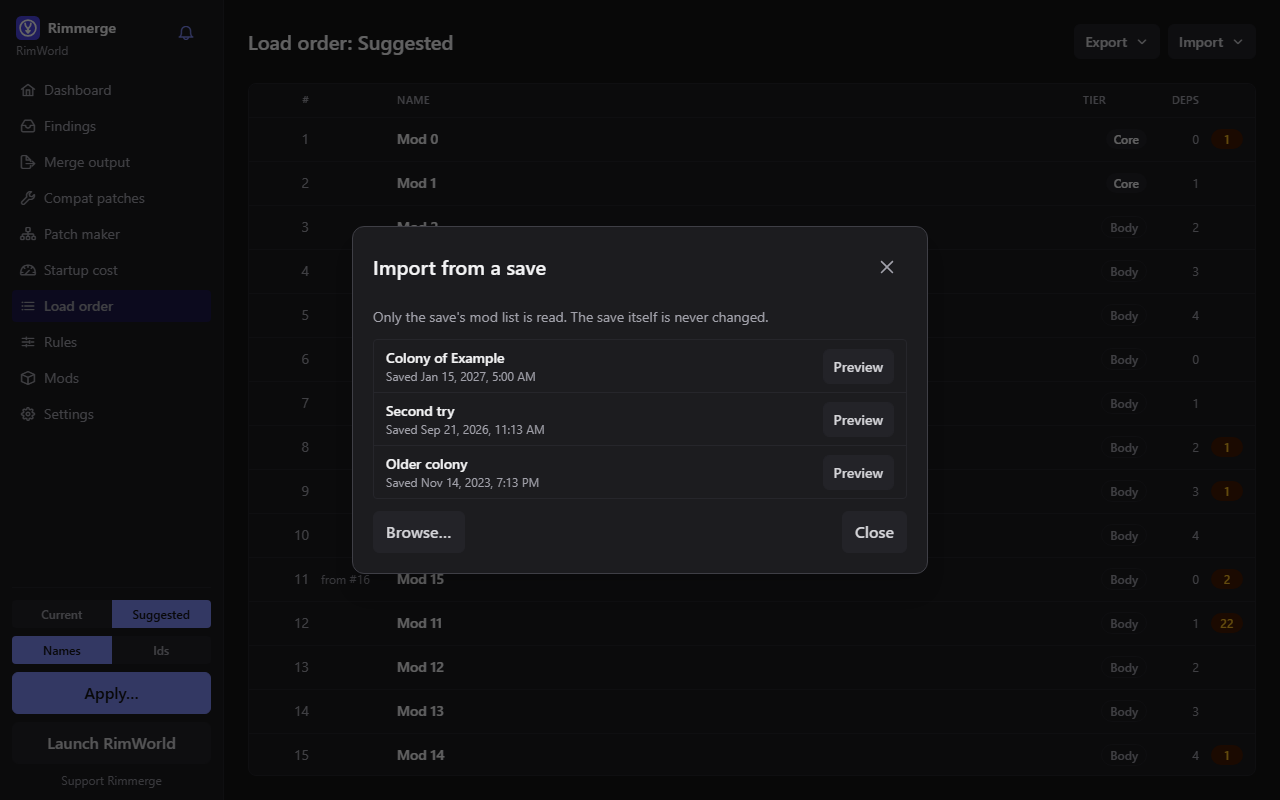 Rimmerge
RimWorld
Dashboard
Findings
Merge output
Compat patches
Patch maker
Startup cost
Load order
Rules
Mods
Settings
Current Suggested
Names Ids
Apply...
Launch RimWorld
Support Rimmerge
Load order: Suggested
Export Import
# NAME TIER DEPS
1 Mod 0 Core 0 1
2 Mod 1 Core 1
3 Mod 2 Body 2
4 Body 3
5 Body 4
6 Body 0
7 Body 1
8 Body 2 1
9 Body 3 1
10 Body 4
11 from #16 Mod 15 Body 0 2
12 Mod 11 Body 1 22
13 Mod 12 Body 2
14 Mod 13 Body 3
15 Mod 14 Body 4 1
Import from a save
Only the save's mod list is read. The save itself is never changed.
Colony of Example
Saved Jan 15, 2027, 5:00 AM
Preview
Second try
Saved Sep 21, 2026, 11:13 AM
Preview
Older colony
Saved Nov 14, 2023, 7:13 PM
Preview
Browse...
Close